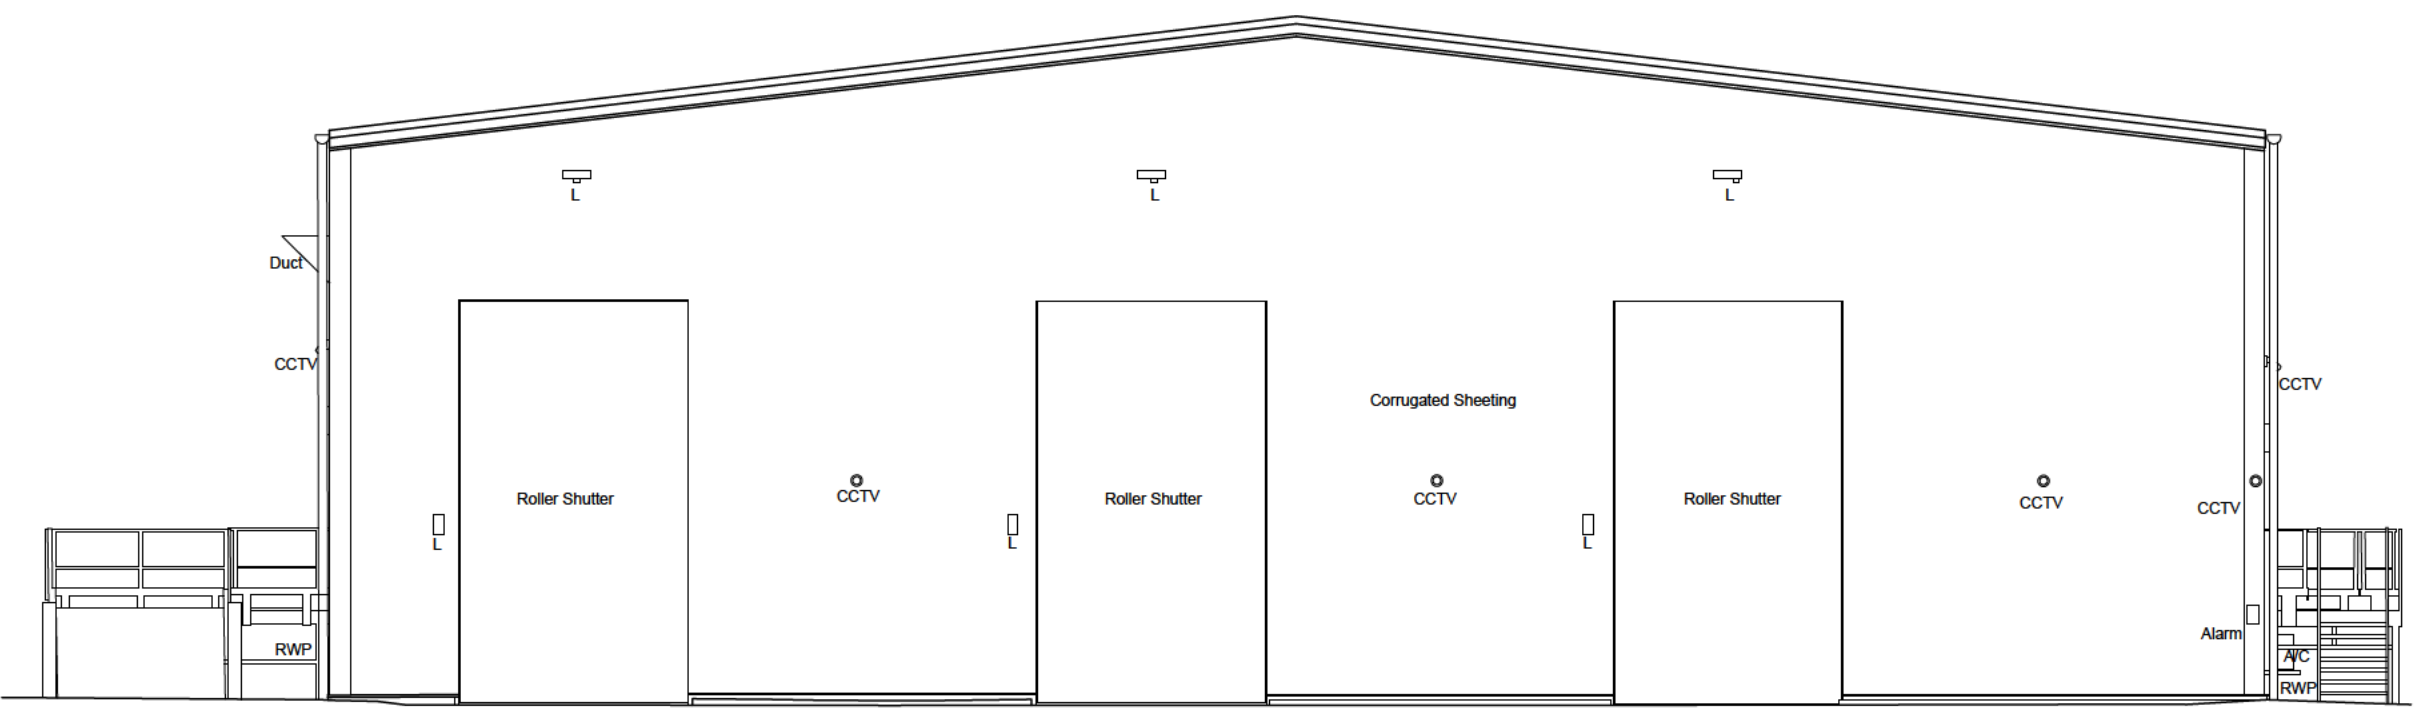 L
L
L
Duct
CCTV
CCTV
Corrugated Sheeting
Roller Shutter
CCTV
Roller Shutter
CCTV
Roller Shutter
CCTV
CCTV
L
L
L
Alarm
RWP
A/C
RWP